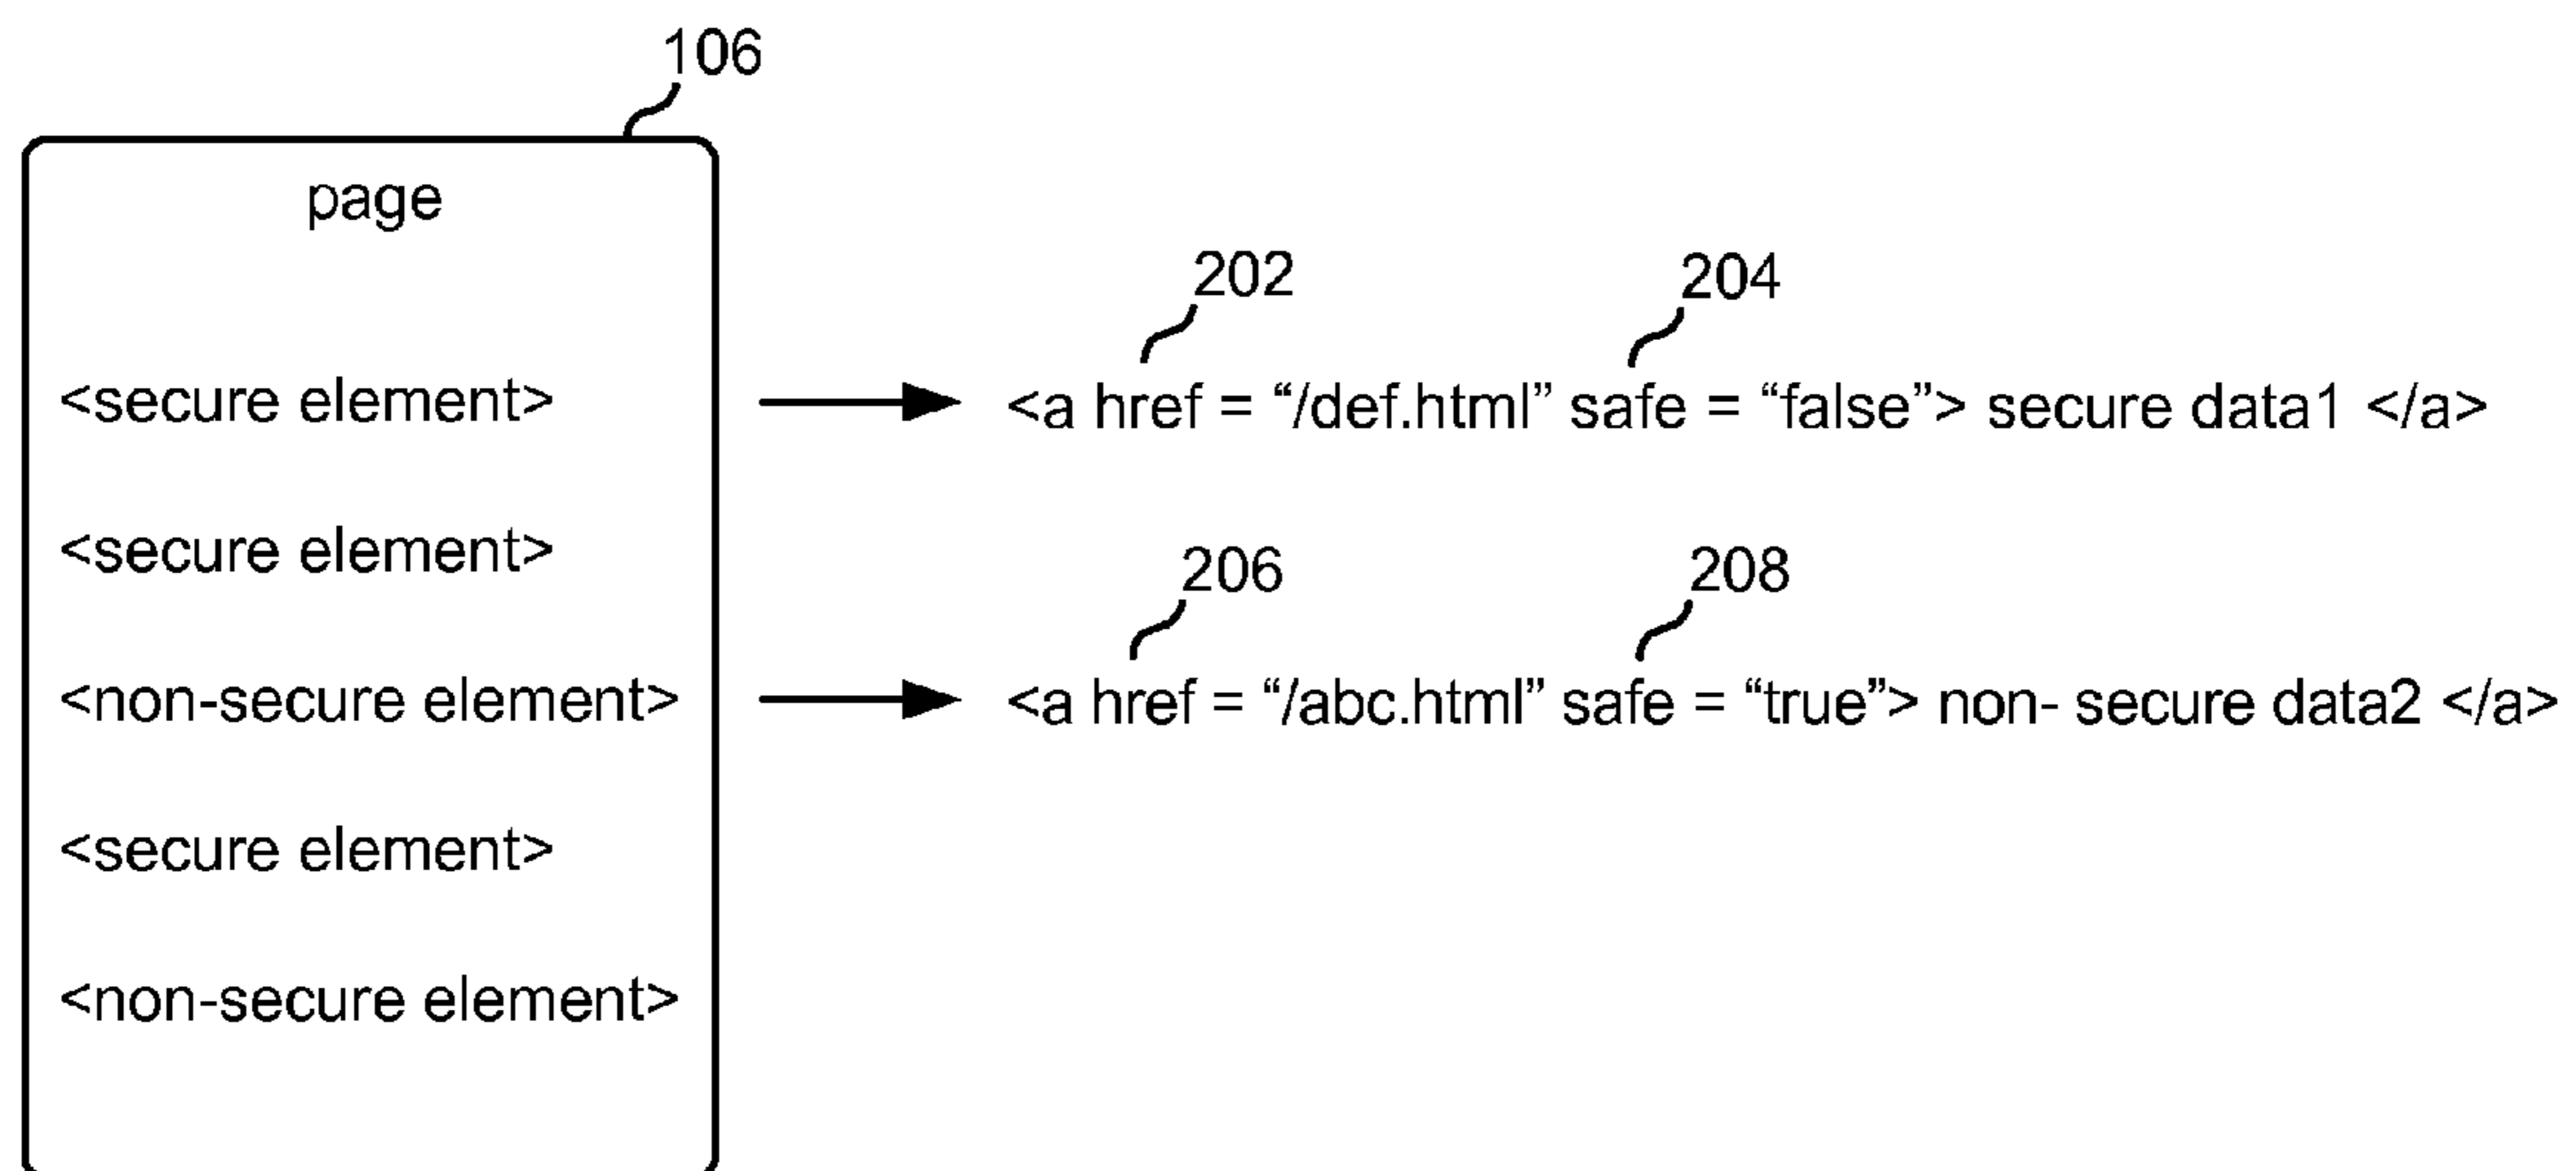 106
page
202
204
<secure element>
<a href = “/def.html” safe = “false”> secure data1 </a>
<secure element>
206
208
<non-secure element>
<a href = “/abc.html” safe = “true”> non- secure data2 </a>
<secure element>
<non-secure element>